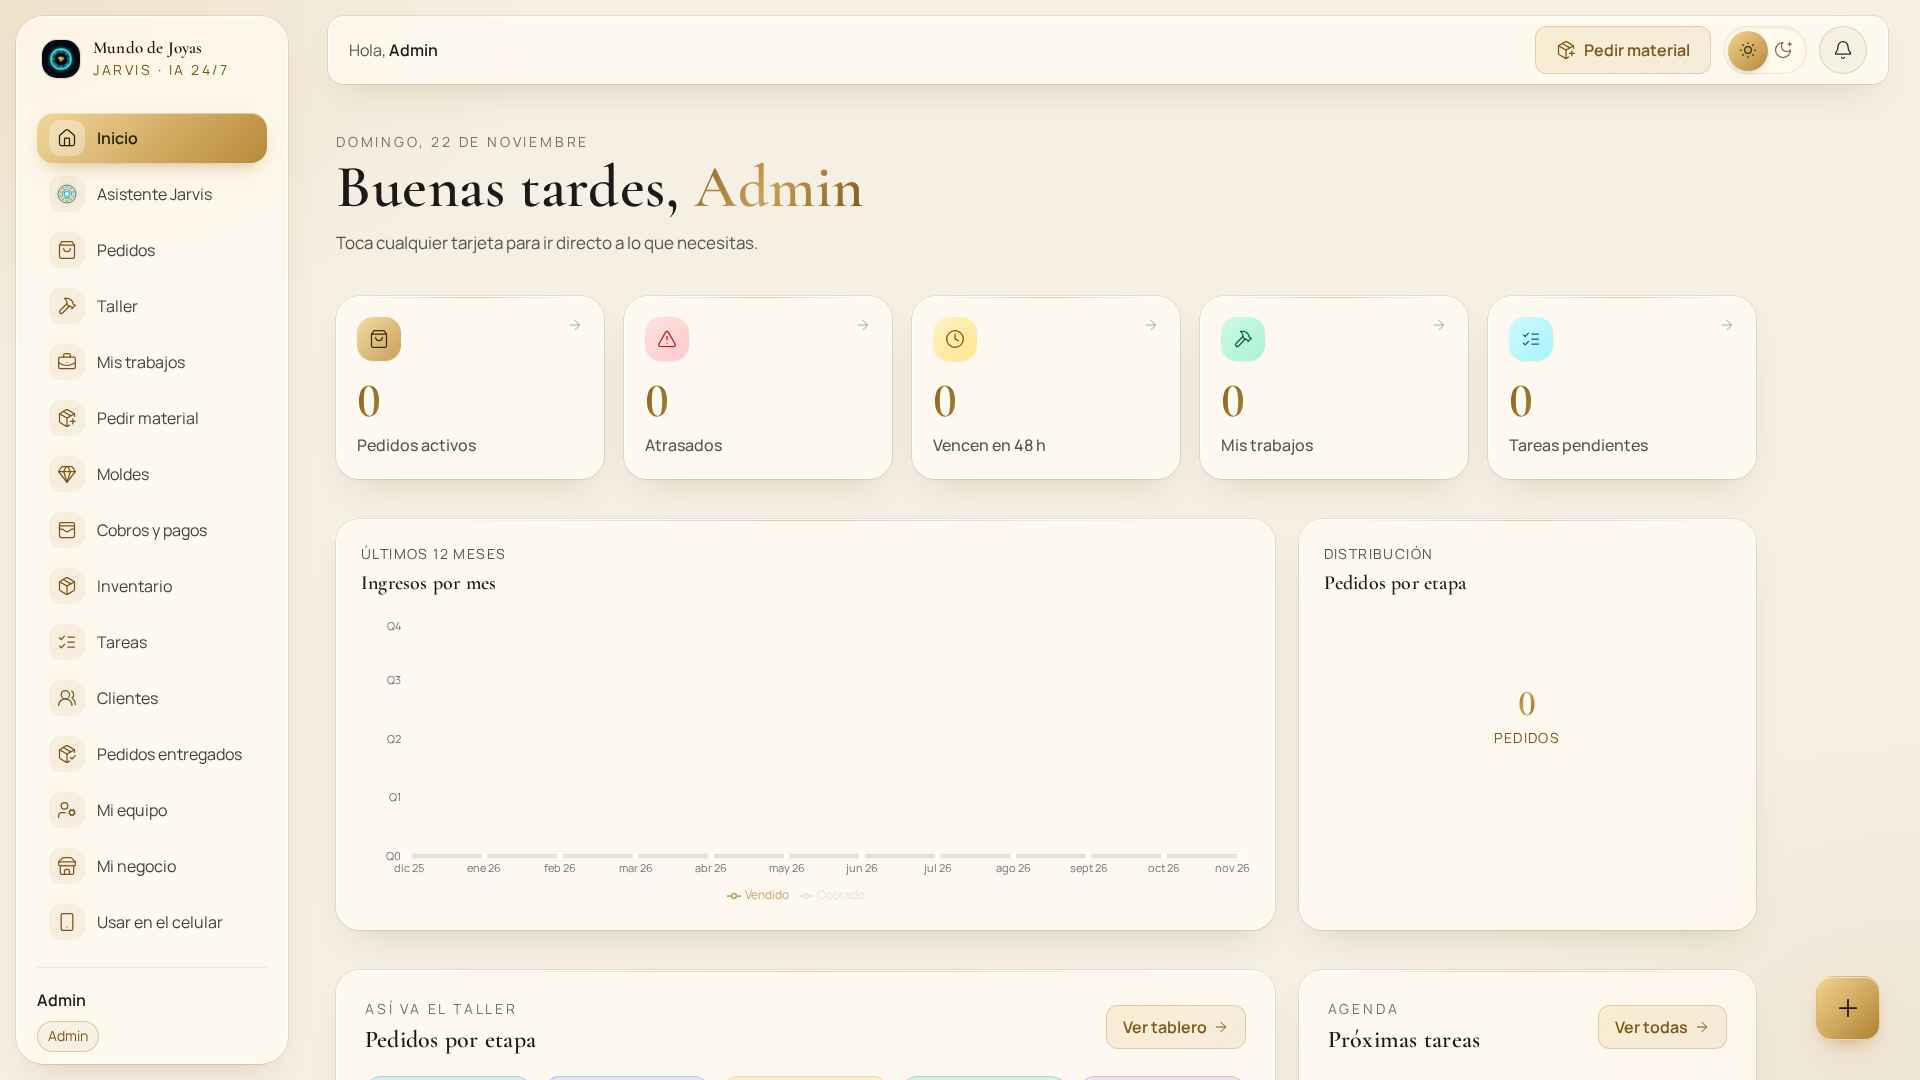 Mundo de Joyas
JARVIS · IA 24/7
Inicio
Asistente Jarvis
Pedidos
Taller
Mis trabajos
Pedir material
Moldes
Cobros y pagos
Inventario
Tareas
Clientes
Pedidos entregados
Mi equipo
Mi negocio
Usar en el celular
Admin
Admin
Hola, Admin
Pedir material
DOMINGO, 22 DE NOVIEMBRE
Buenas tardes, Admin
Toca cualquier tarjeta para ir directo a lo que necesitas.
0
Pedidos activos
0
Atrasados
0
Vencen en 48 h
0
Mis trabajos
0
Tareas pendientes
ÚLTIMOS 12 MESES
Ingresos por mes
Q4
Q3
Q2
Q1
Q0
dic 25 ene 26 feb 26 mar 26 abr 26 may 26 jun 26 jul 26 ago 26 sept 26 oct 26 nov 26
Vendido Cobrado
DISTRIBUCIÓN
Pedidos por etapa
0
PEDIDOS
ASÍ VA EL TALLER
Pedidos por etapa
Ver tablero
AGENDA
Próximas tareas
Ver todas